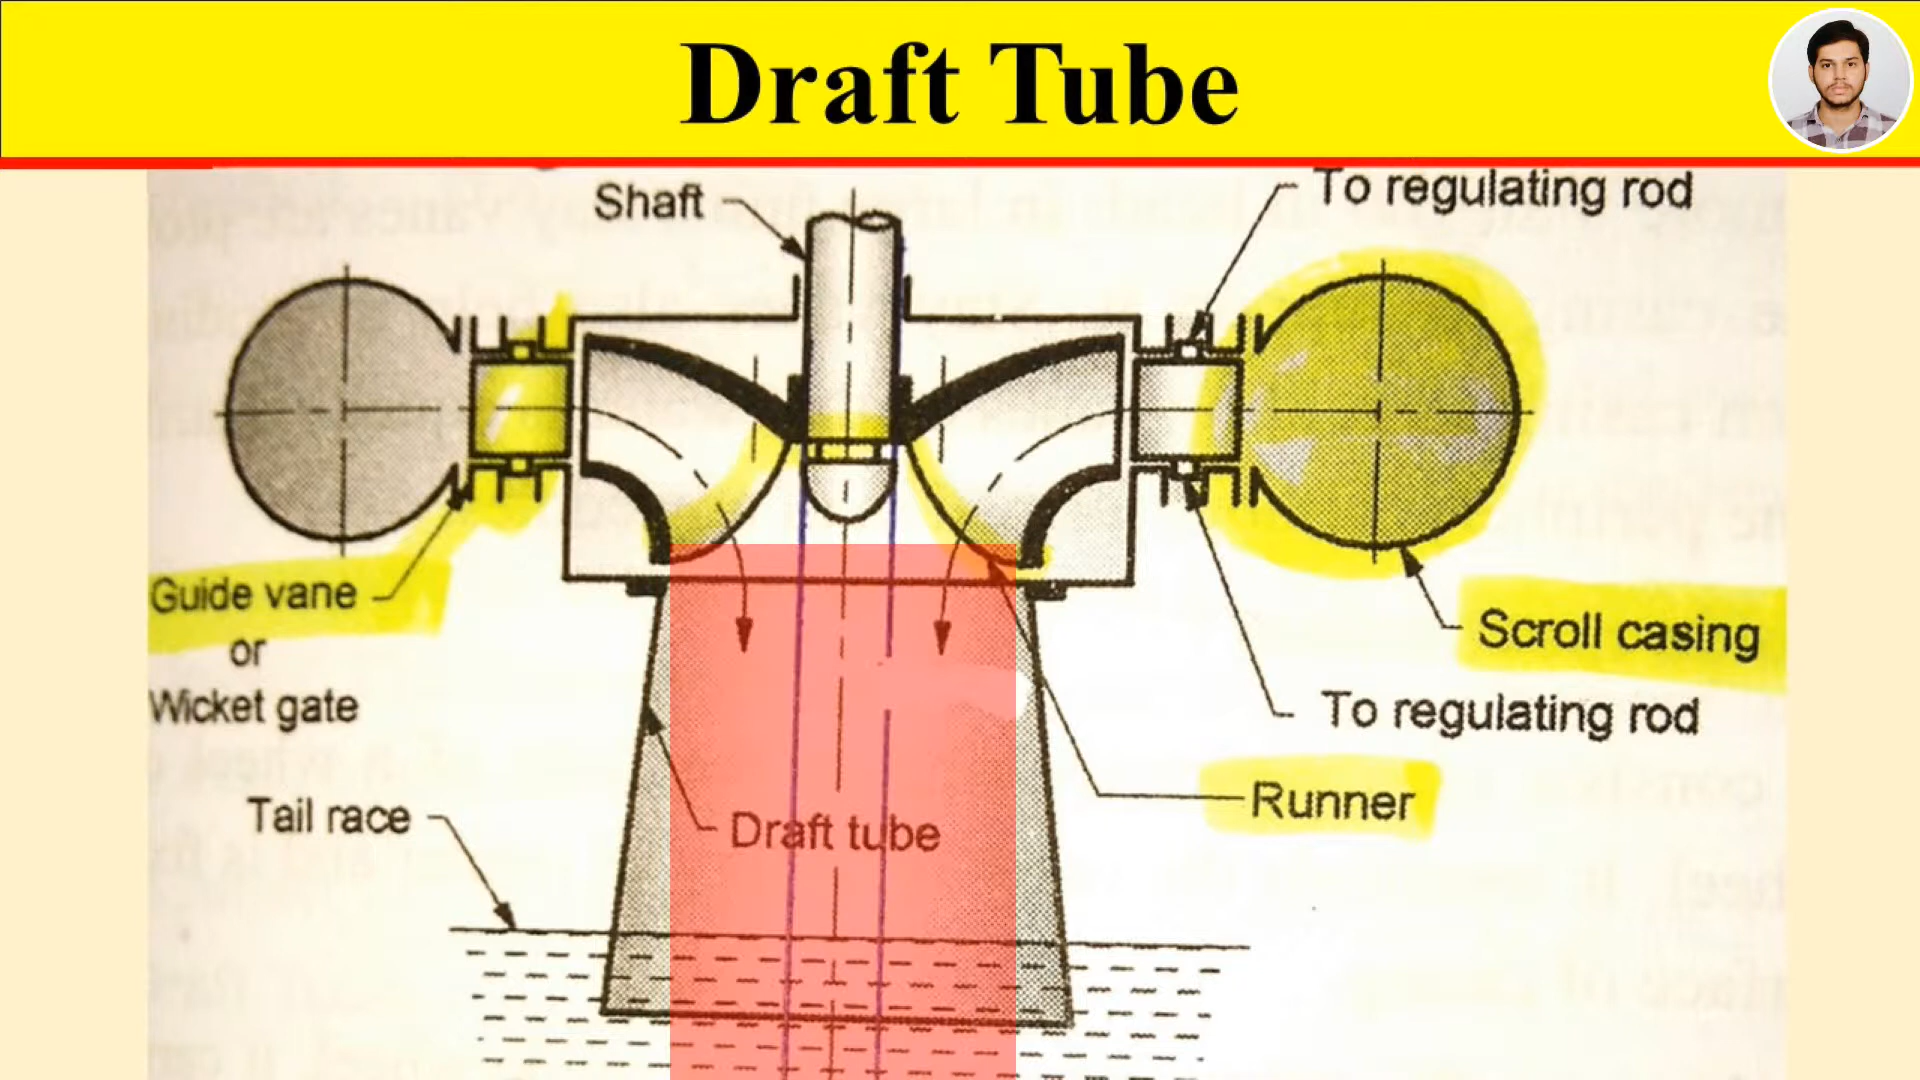 Draft Tube
Shaft
To regulating rod
Guide vane
or
Wicket gate
Scroll casing
To regulating rod
Runner
Tail race
Draft tube